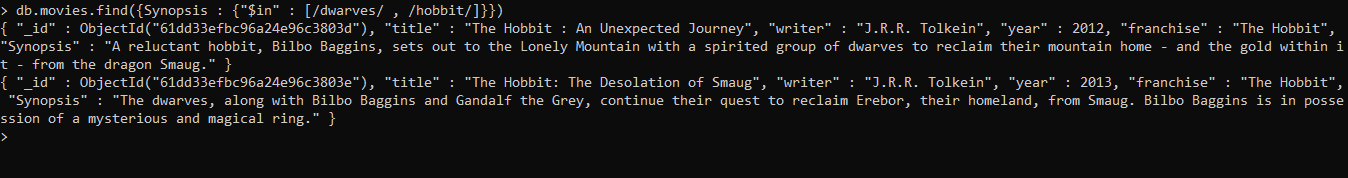 > db.movies.find({Synopsis : {"$in" : [/dwarves/ , /hobbit/]}})
{ "_id" : ObjectId("61dd33efbc96a24e96c3803d"), "title" : "The Hobbit : An Unexpected Journey", "writer" : "J.R.R. Tolkein", "year" : 2012, "franchise" : "The Hobbit",
"Synopsis" : "A reluctant hobbit, Bilbo Baggins, sets out to the Lonely Mountain with a spirited group of dwarves to reclaim their mountain home - and the gold within i
t - from the dragon Smaug." }
{ "_id" : ObjectId("61dd33efbc96a24e96c3803e"), "title" : "The Hobbit: The Desolation of Smaug", "writer" : "J.R.R. Tolkein", "year" : 2013, "franchise" : "The Hobbit",
 "Synopsis" : "The dwarves, along with Bilbo Baggins and Gandalf the Grey, continue their quest to reclaim Erebor, their homeland, from Smaug. Bilbo Baggins is in posse
ssion of a mysterious and magical ring." }
>